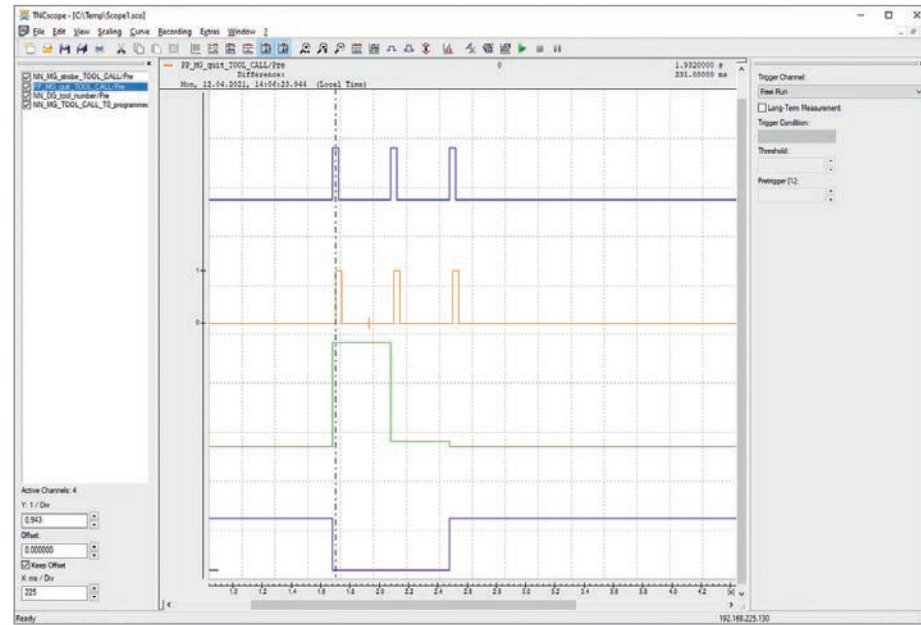 TNCscope - [C:\Temp\Scope1.sco]
File Edit View Scaling Curve Recording Extras Window ?
NN_MG_strobe_TOOL_CALL/Pre
PP_MG_quit_TOOL_CALL/Pre
NN_DG_tool_number/Pre
NN_MG_TOOL_CALL_T0_programmed
Active Channels: 4
Y: 1 / Div
0.943
Offset:
0.000000
Keep Offset
X: ms / Div
225
Ready
PP_MG_quit_TOOL_CALL/Pre 0 1.9320000 s
Difference: 231.00000 ms
Mon, 12.04.2021, 14:06:23.944 (Local Time)
1
0
1.0 1.2 1.4 1.6 1.8 2.0 2.2 2.4 2.6 2.8 3.0 3.2 3.4 3.6 3.8 4.0 4.2 [s]
Trigger Channel:
Free Run
Long-Term Measurement
Trigger Condition:
Threshold:
Pretrigger [%]:
192.168.225.130